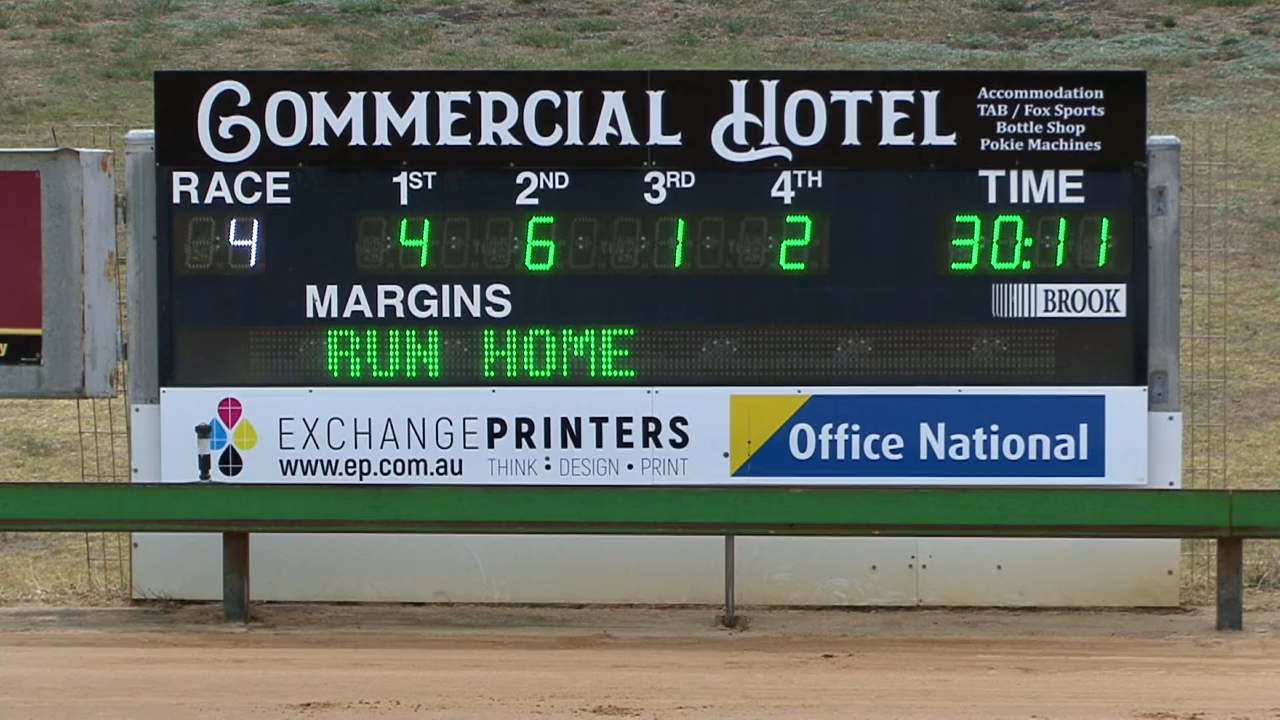 COMMERCIAL HOTEL
Accommodation
TAB / Fox Sports
Bottle Shop
Pokie Machines
RACE 1ST 2ND 3RD 4TH TIME
4 4 6 1 2 30:11
MARGINS
BROOK
RUN HOME
y
EXCHANGEPRINTERS
www.ep.com.au THINK : DESIGN • PRINT
Office National